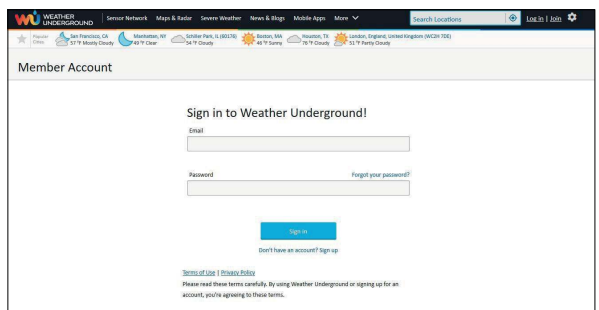 WEATHER UNDERGROUND
Sensor Network Maps & Radar Severe Weather News & Blogs Mobile Apps More Search Locations Log in | Join
Popular Cities
San Francisco, CA
57 °F Mostly Cloudy
Manhattan, NY
49 °F Clear
Schiller Park, IL (60176)
54 °F Cloudy
Boston, MA
46 °F Sunny
Houston, TX
76 °F Cloudy
London, England, United Kingdom (WC2N 7DE)
51 °F Partly Cloudy
Member Account
Sign in to Weather Underground!
Email
Password Forgot your password?
Sign in
Don't have an account? Sign up
Terms of Use | Privacy Policy
Please read these terms carefully. By using Weather Underground or signing up for an
account, you're agreeing to these terms.